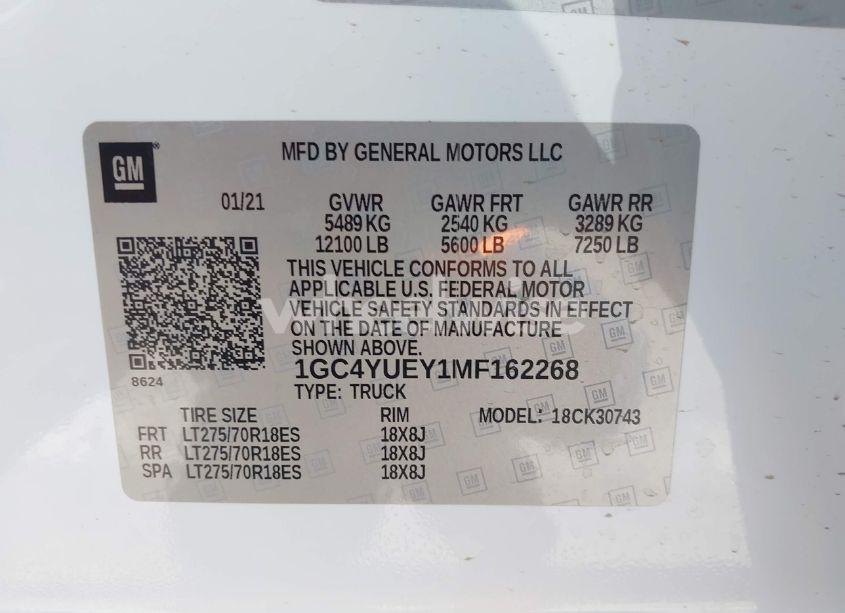 GM
MFD BY GENERAL MOTORS LLC
01/21 GVWR GAWR FRT GAWR RR
5489 KG 2540 KG 3289 KG
12100 LB 5600 LB 7250 LB
THIS VEHICLE CONFORMS TO ALL
APPLICABLE U.S. FEDERAL MOTOR
VEHICLE SAFETY STANDARDS IN EFFECT
ON THE DATE OF MANUFACTURE
SHOWN ABOVE.
1GC4YUEY1MF162268
8624
TYPE: TRUCK
TIRE SIZE RIM MODEL: 18CK30743
FRT LT275/70R18ES 18X8J
RR LT275/70R18ES 18X8J
SPA LT275/70R18ES 18X8J